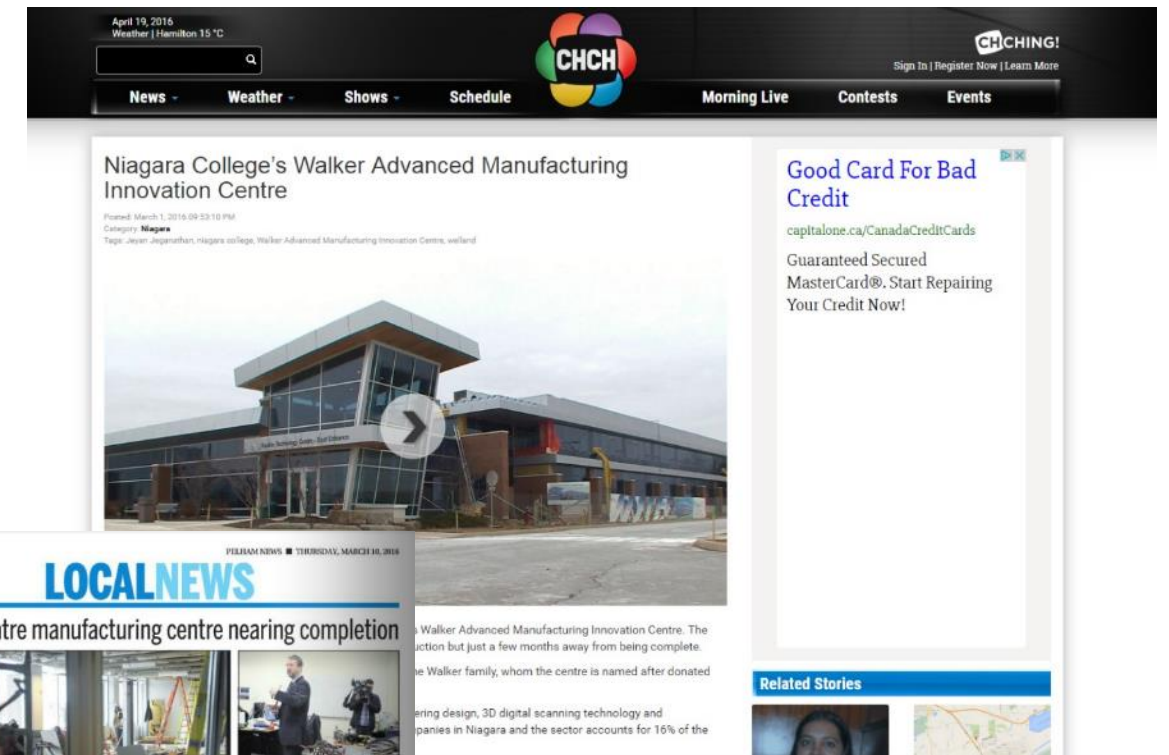 April 19, 2016
Weather | Hamilton 15 °C
CHCH
CHCHING!
Sign In | Register Now | Learn More
News
Weather
Shows
Schedule
Morning Live
Contests
Events
Niagara College's Walker Advanced Manufacturing
Innovation Centre
Posted: March 1, 2016 09:53:10 PM
Category: Niagara
Tags: Jeyan Jeganathan, niagara college, Walker Advanced Manufacturing Innovation Centre, welland
Good Card For Bad
Credit
capitalone.ca/CanadaCreditCards
Guaranteed Secured
MasterCard®. Start Repairing
Your Credit Now!
PELHAM NEWS ■ THURSDAY, MARCH 10, 2016
LOCALNEWS
ntre manufacturing centre nearing completion
s Walker Advanced Manufacturing Innovation Centre. The
uction but just a few months away from being complete.
he Walker family, whom the centre is named after donated
ering design, 3D digital scanning technology and
panies in Niagara and the sector accounts for 16% of the
Related Stories